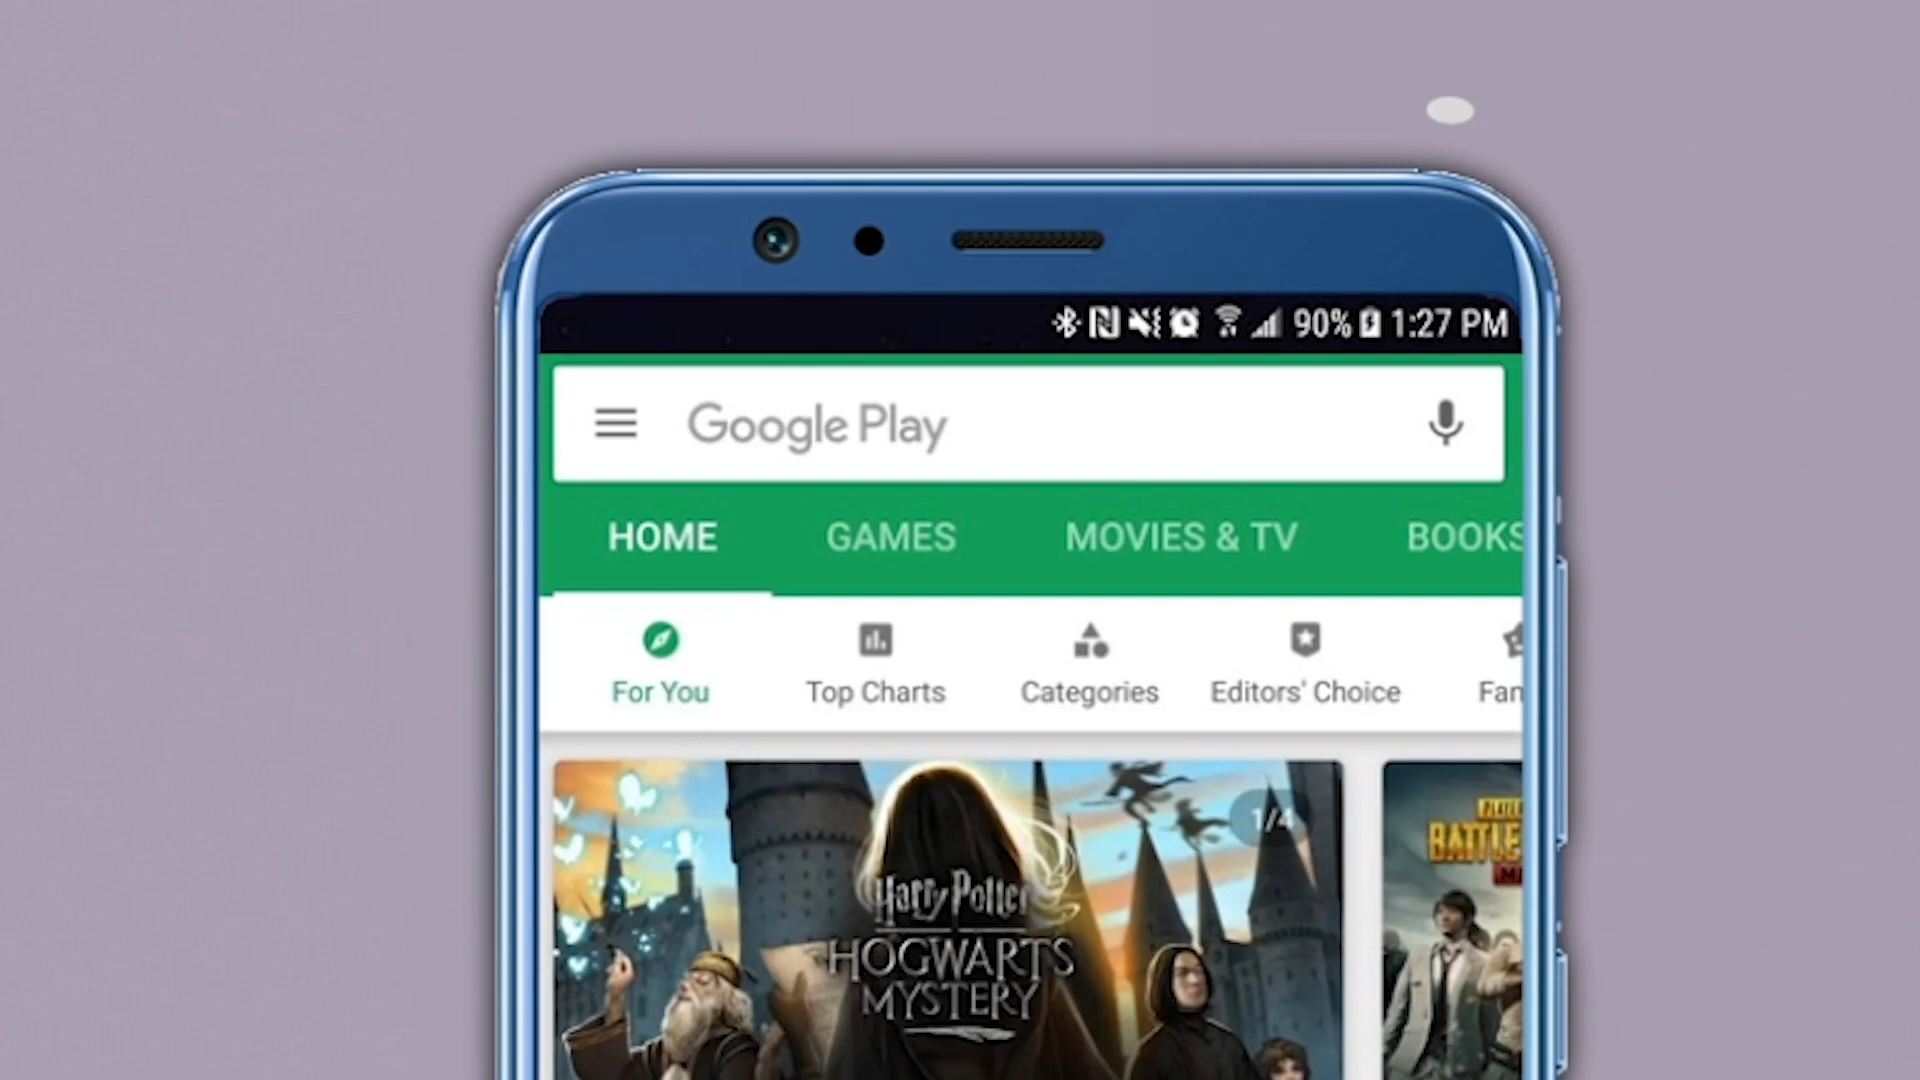 90% 1:27 PM
Google Play
HOME GAMES MOVIES & TV BOOKS
For You Top Charts Categories Editors' Choice Fan
1/4
Harry Potter
HOGWARTS
MYSTERY
BATTLE